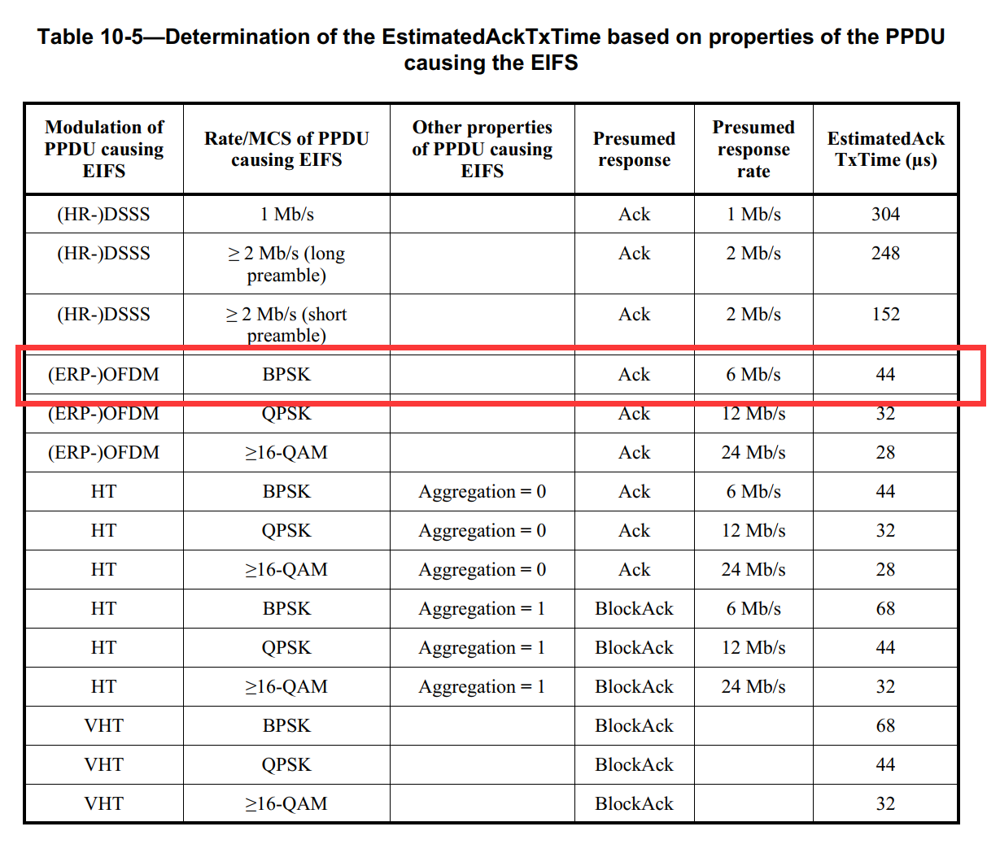 Table 10-5—Determination of the EstimatedAckTxTime based on properties of the PPDU
causing the EIFS
Modulation of PPDU causing EIFS Rate/MCS of PPDU causing EIFS Other properties of PPDU causing EIFS Presumed response Presumed response rate EstimatedAck TxTime (μs)
(HR-)DSSS 1 Mb/s Ack 1 Mb/s 304
(HR-)DSSS ≥ 2 Mb/s (long preamble) Ack 2 Mb/s 248
(HR-)DSSS ≥ 2 Mb/s (short preamble) Ack 2 Mb/s 152
(ERP-)OFDM BPSK Ack 6 Mb/s 44
(ERP-)OFDM QPSK Ack 12 Mb/s 32
(ERP-)OFDM ≥16-QAM Ack 24 Mb/s 28
HT BPSK Aggregation = 0 Ack 6 Mb/s 44
HT QPSK Aggregation = 0 Ack 12 Mb/s 32
HT ≥16-QAM Aggregation = 0 Ack 24 Mb/s 28
HT BPSK Aggregation = 1 BlockAck 6 Mb/s 68
HT QPSK Aggregation = 1 BlockAck 12 Mb/s 44
HT ≥16-QAM Aggregation = 1 BlockAck 24 Mb/s 32
VHT BPSK BlockAck 68
VHT QPSK BlockAck 44
VHT ≥16-QAM BlockAck 32